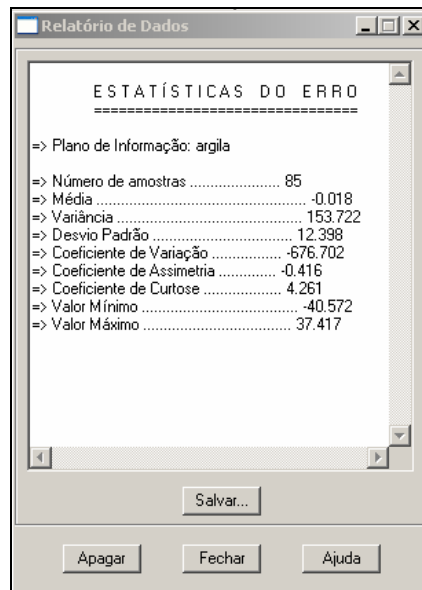 Relatório de Dados
ESTATÍSTICAS DO ERRO
================================
=> Plano de Informação: argila
=> Número de amostras ..................... 85
=> Média ................................................. -0.018
=> Variância ........................................... 153.722
=> Desvio Padrão ................................ 12.398
=> Coeficiente de Variação ................ -676.702
=> Coeficiente de Assimetria ............. -0.416
=> Coeficiente de Curtose .................. 4.261
=> Valor Mínimo ..................................... -40.572
=> Valor Máximo ................................... 37.417
Salvar...
Apagar Fechar Ajuda